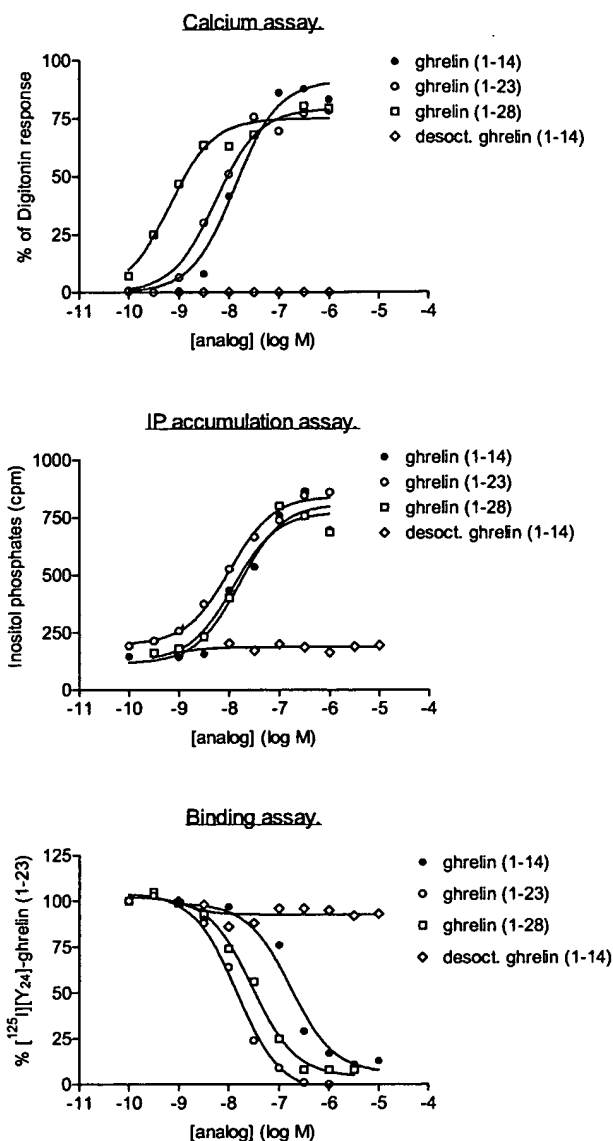 Calcium assay.
% of Digitonin response
100
75
50
25
0
-11 -10 -9 -8 -7 -6 -5 -4
[analog] (log M)
ghrelin (1-14)
ghrelin (1-23)
ghrelin (1-28)
desoct. ghrelin (1-14)
IP accumulation assay.
Inositol phosphates (cpm)
1000
750
500
250
0
-11 -10 -9 -8 -7 -6 -5 -4
[analog] (log M)
ghrelin (1-14)
ghrelin (1-23)
ghrelin (1-28)
desoct. ghrelin (1-14)
Binding assay.
% [125I][Y24]-ghrelin (1-23)
125
100
75
50
25
0
-11 -10 -9 -8 -7 -6 -5 -4
[analog] (log M)
ghrelin (1-14)
ghrelin (1-23)
ghrelin (1-28)
desoct. ghrelin (1-14)